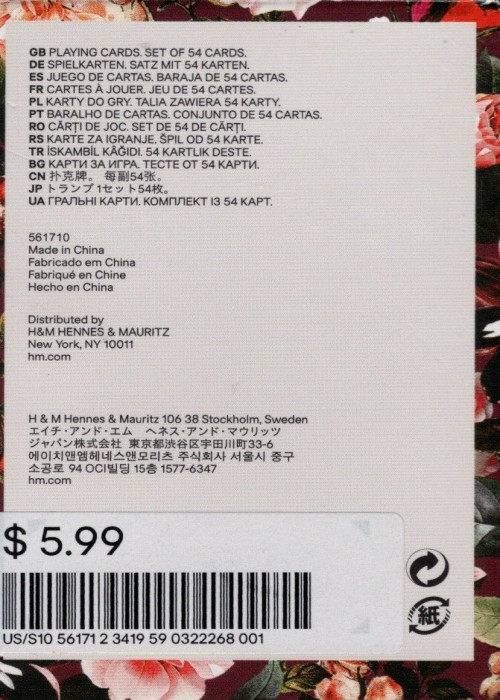 GB PLAYING CARDS. SET OF 54 CARDS.
DE SPIELKARTEN. SATZ MIT 54 KARTEN.
ES JUEGO DE CARTAS. BARAJA DE 54 CARTAS.
FR CARTES À JOUER. JEU DE 54 CARTES.
PL KARTY DO GRY. TALIA ZAWIERA 54 KARTY.
PT BARALHO DE CARTAS. CONJUNTO DE 54 CARTAS.
RO CĂRȚI DE JOC. SET DE 54 DE CĂRȚI.
RS KARTE ZA IGRANJE. ŠPIL OD 54 KARTE.
TR İSKAMBİL KÂĞIDI. 54 KARTLIK DESTE.
BG КАРТИ ЗА ИГРА. ТЕСТЕ ОТ 54 КАРТИ.
CN 扑克牌。 每副54张。
JP トランプ 1セット54枚。
UA ГРАЛЬНІ КАРТИ. КОМПЛЕКТ ІЗ 54 КАРТ.
561710
Made in China
Fabricado em China
Fabriqué en Chine
Hecho en China
Distributed by
H&M HENNES & MAURITZ
New York, NY 10011
hm.com
H & M Hennes & Mauritz 106 38 Stockholm, Sweden
エイチ・アンド・エム ヘネス・アンド・マウリッツ
ジャパン株式会社 東京都渋谷区宇田川町33-6
에이치앤엠헤네스앤모리츠 주식회사 서울시 중구
소공로 94 OCI빌딩 15층 1577-6347
hm.com
$ 5.99
US/S10 56171 2 3419 59 0322268 001
紙